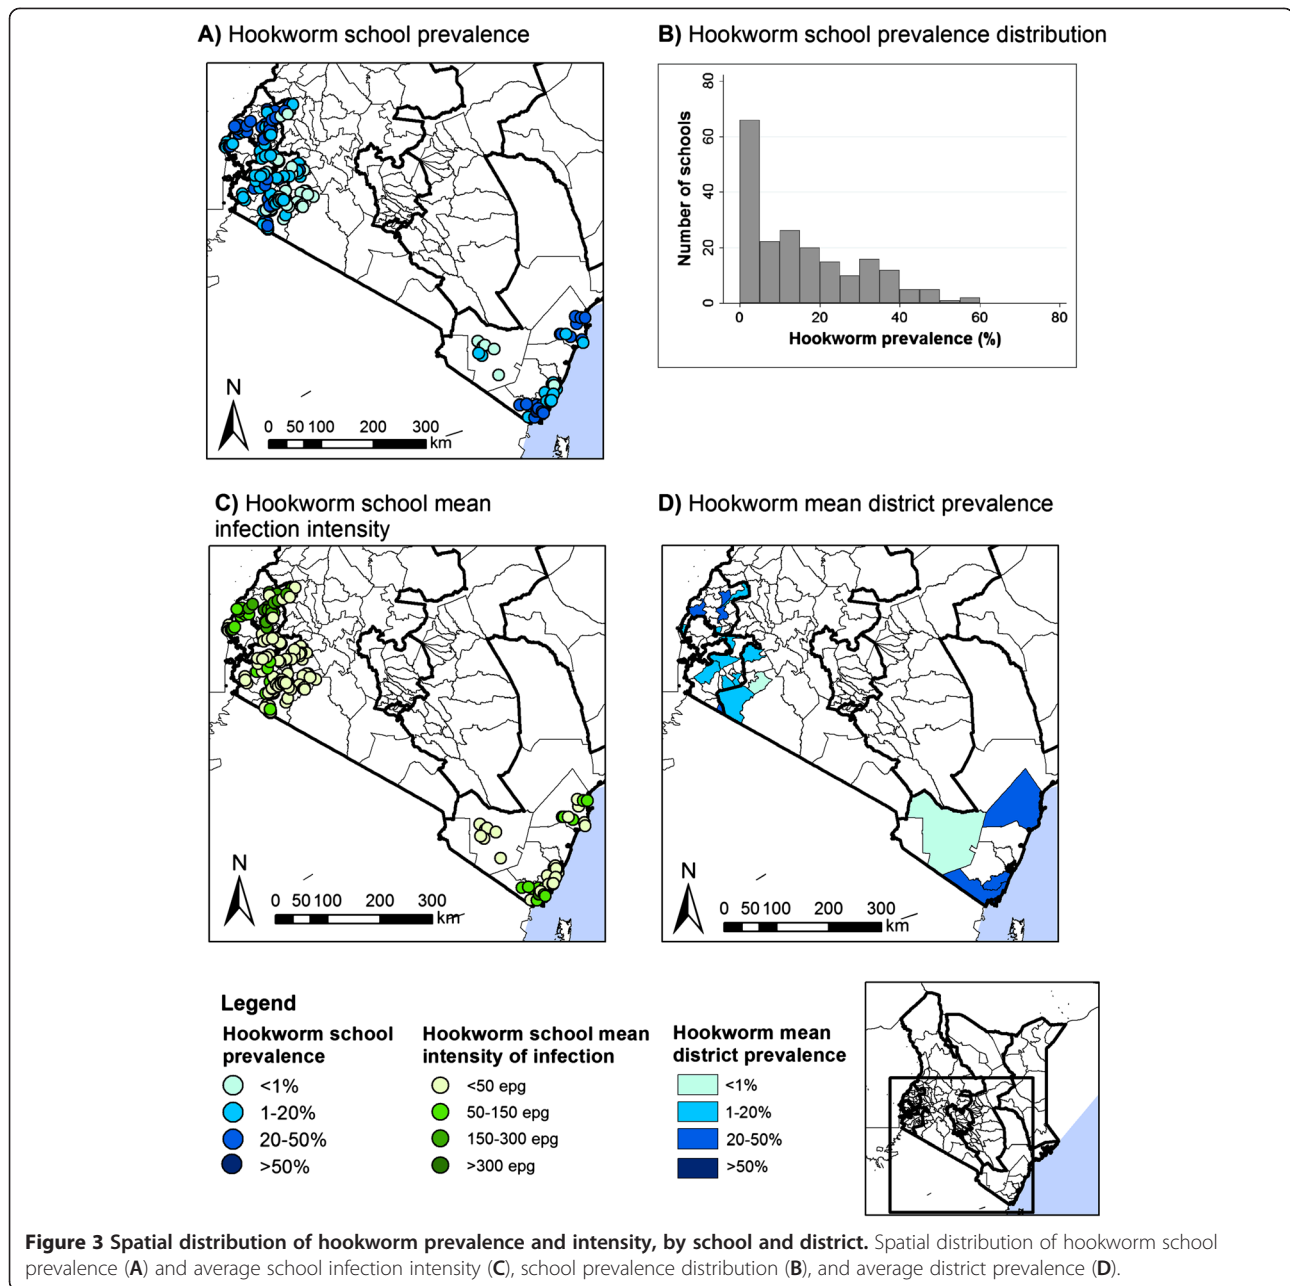 A) Hookworm school prevalence
N
0 50 100 200 300
km
B) Hookworm school prevalence distribution
Number of schools
80
60
40
20
0
0 20 40 60 80
Hookworm prevalence (%)
C) Hookworm school mean
infection intensity
N
0 50 100 200 300
km
D) Hookworm mean district prevalence
N
0 50 100 200 300
km
Legend
Hookworm school
prevalence
<1%
1-20%
20-50%
>50%
Hookworm school mean
intensity of infection
<50 epg
50-150 epg
150-300 epg
>300 epg
Hookworm mean
district prevalence
<1%
1-20%
20-50%
>50%
Figure 3 Spatial distribution of hookworm prevalence and intensity, by school and district. Spatial distribution of hookworm school
prevalence (A) and average school infection intensity (C), school prevalence distribution (B), and average district prevalence (D).